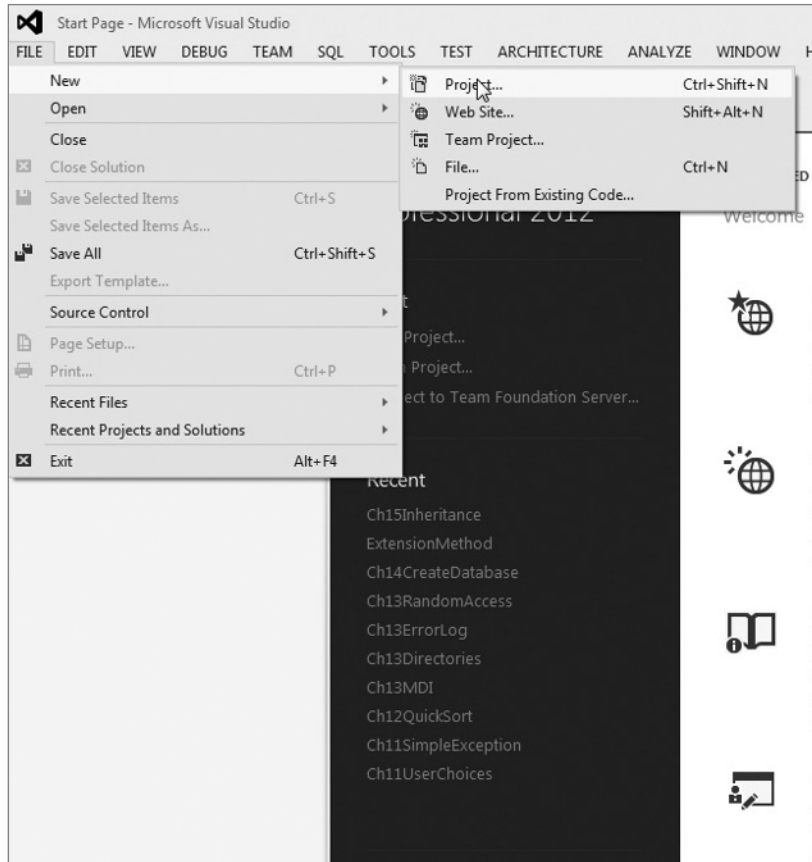 Start Page - Microsoft Visual Studio
FILE EDIT VIEW DEBUG TEAM SQL TOOLS TEST ARCHITECTURE ANALYZE WINDOW H
New
Open
Close
Close Solution
Save Selected Items Ctrl+S
Save Selected Items As...
Save All Ctrl+Shift+S
Export Template...
Source Control
Page Setup...
Print... Ctrl+P
Recent Files
Recent Projects and Solutions
Exit Alt+F4
Project... Ctrl+Shift+N
Web Site... Shift+Alt+N
Team Project...
File... Ctrl+N
Project From Existing Code...
ED
ofessional 2012
Welcome
t
Project...
Project...
ect to Team Foundation Server...
Recent
Ch15Inheritance
ExtensionMethod
Ch14CreateDatabase
Ch13RandomAccess
Ch13ErrorLog
Ch13Directories
Ch13MDI
Ch12QuickSort
Ch11SimpleException
Ch11UserChoices